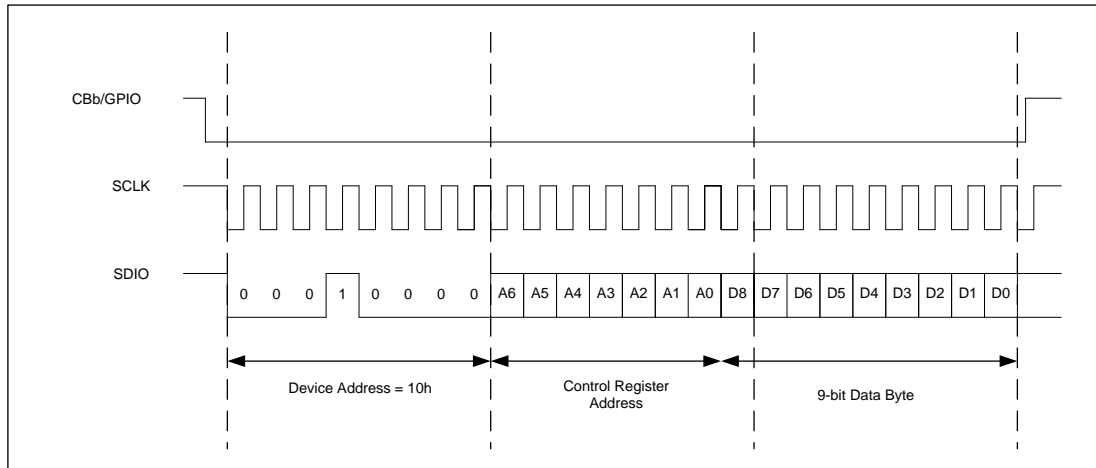 CBb/GPIO
SCLK
SDIO
0 0 0 1 0 0 0 0 A6 A5 A4 A3 A2 A1 A0 D8 D7 D6 D5 D4 D3 D2 D1 D0
Device Address = 10h
Control Register
Address
9-bit Data Byte